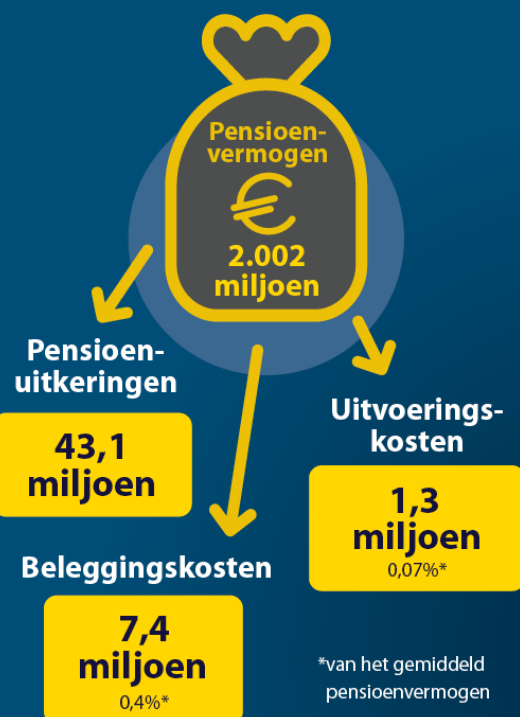 Pensioen-
vermogen
€
2.002
miljoen
Pensioen-
uitkeringen
43,1
miljoen
Uitvoerings-
kosten
1,3
miljoen
0,07%*
Beleggingskosten
7,4
miljoen
0,4%*
*van het gemiddeld
pensioenvermogen